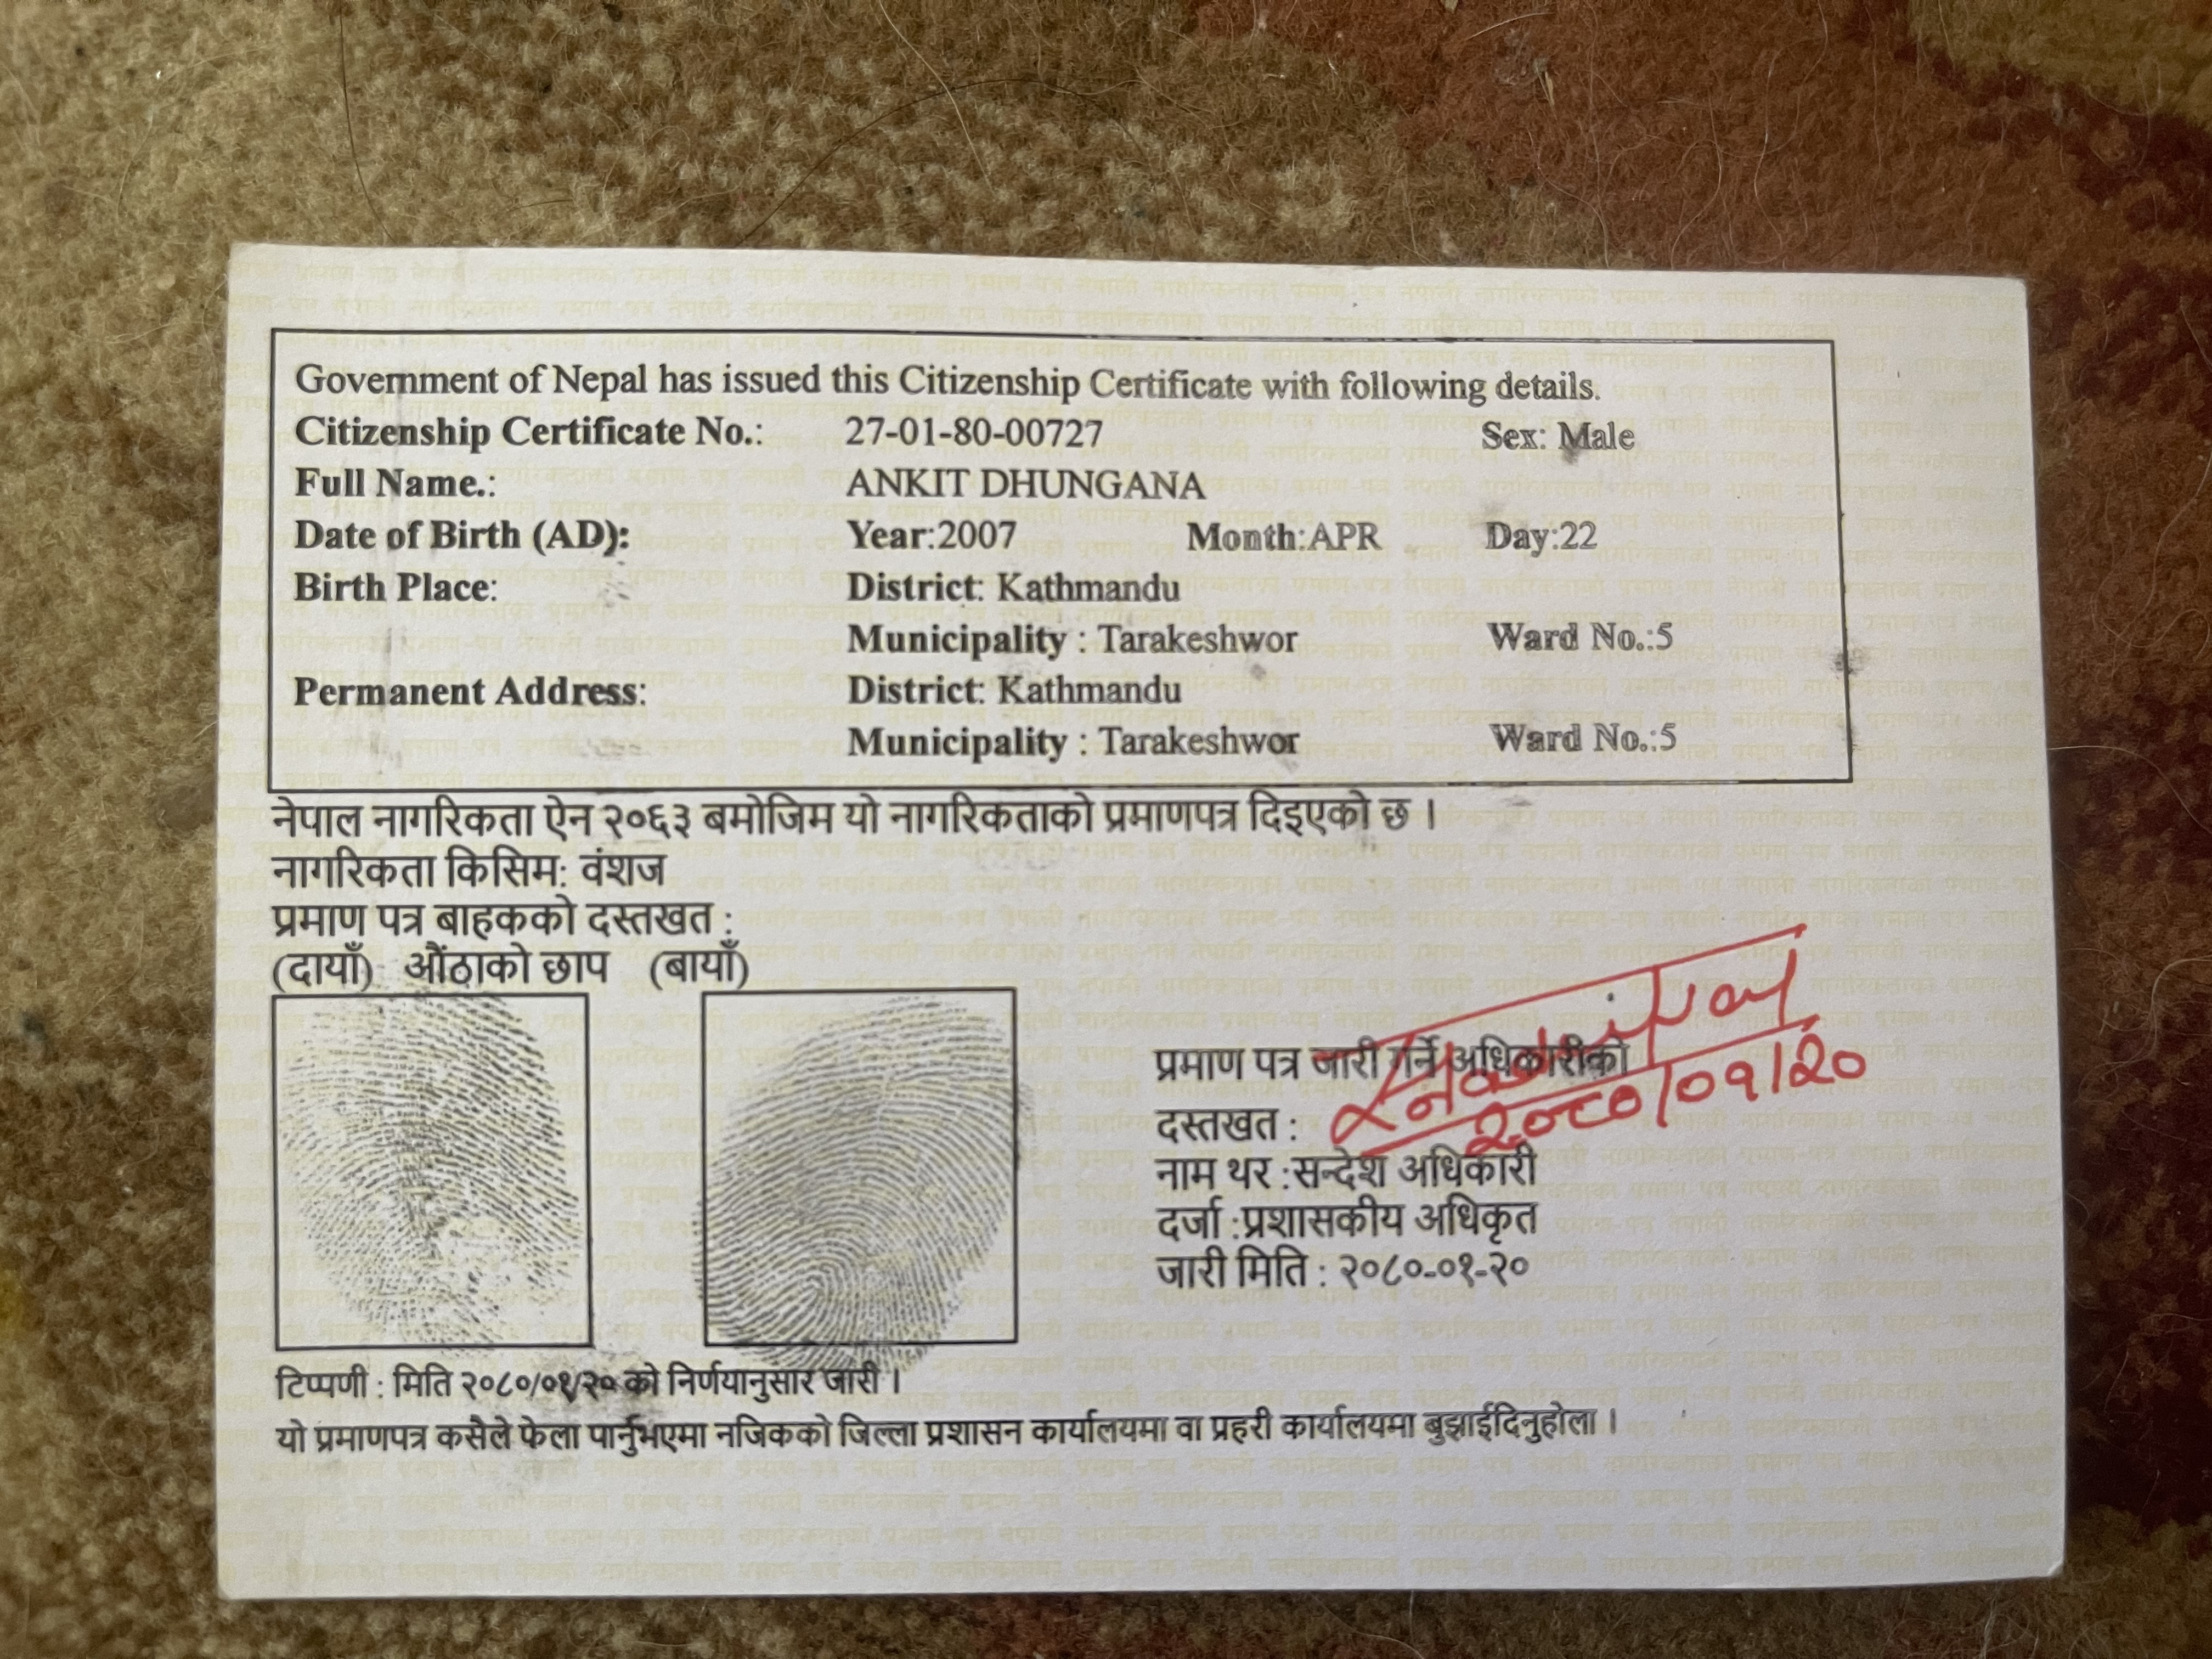 Government of Nepal has issued this Citizenship Certificate with following details.
Citizenship Certificate No.: 27-01-80-00727 Sex: Male
Full Name.: ANKIT DHUNGANA
Date of Birth (AD): Year:2007 Month:APR Day:22
Birth Place: District: Kathmandu
Municipality : Tarakeshwor Ward No.:5
Permanent Address: District: Kathmandu
Municipality : Tarakeshwor Ward No.:5
नेपाल नागरिकता ऐन २०६३ बमोजिम यो नागरिकताको प्रमाणपत्र दिइएको छ ।
नागरिकता किसिम: वंशज
प्रमाण पत्र बाहकको दस्तखत :
(दायाँ) औंठाको छाप (बायाँ)
प्रमाण पत्र जारी गर्ने अधिकारीको
दस्तखत :
२०८०/०१/२०
नाम थर :सन्देश अधिकारी
दर्जा :प्रशासकीय अधिकृत
जारी मिति : २०८०-०१-२०
टिप्पणी : मिति २०८०/०१/२० को निर्णयानुसार जारी ।
यो प्रमाणपत्र कसैले फेला पार्नुभएमा नजिकको जिल्ला प्रशासन कार्यालयमा वा प्रहरी कार्यालयमा बुझाईदिनुहोला ।